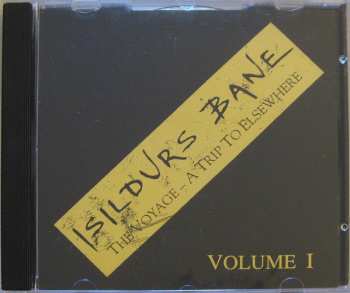 ISILDURS BANE
THE VOYAGE – A TRIP TO ELSEWHERE
VOLUME I